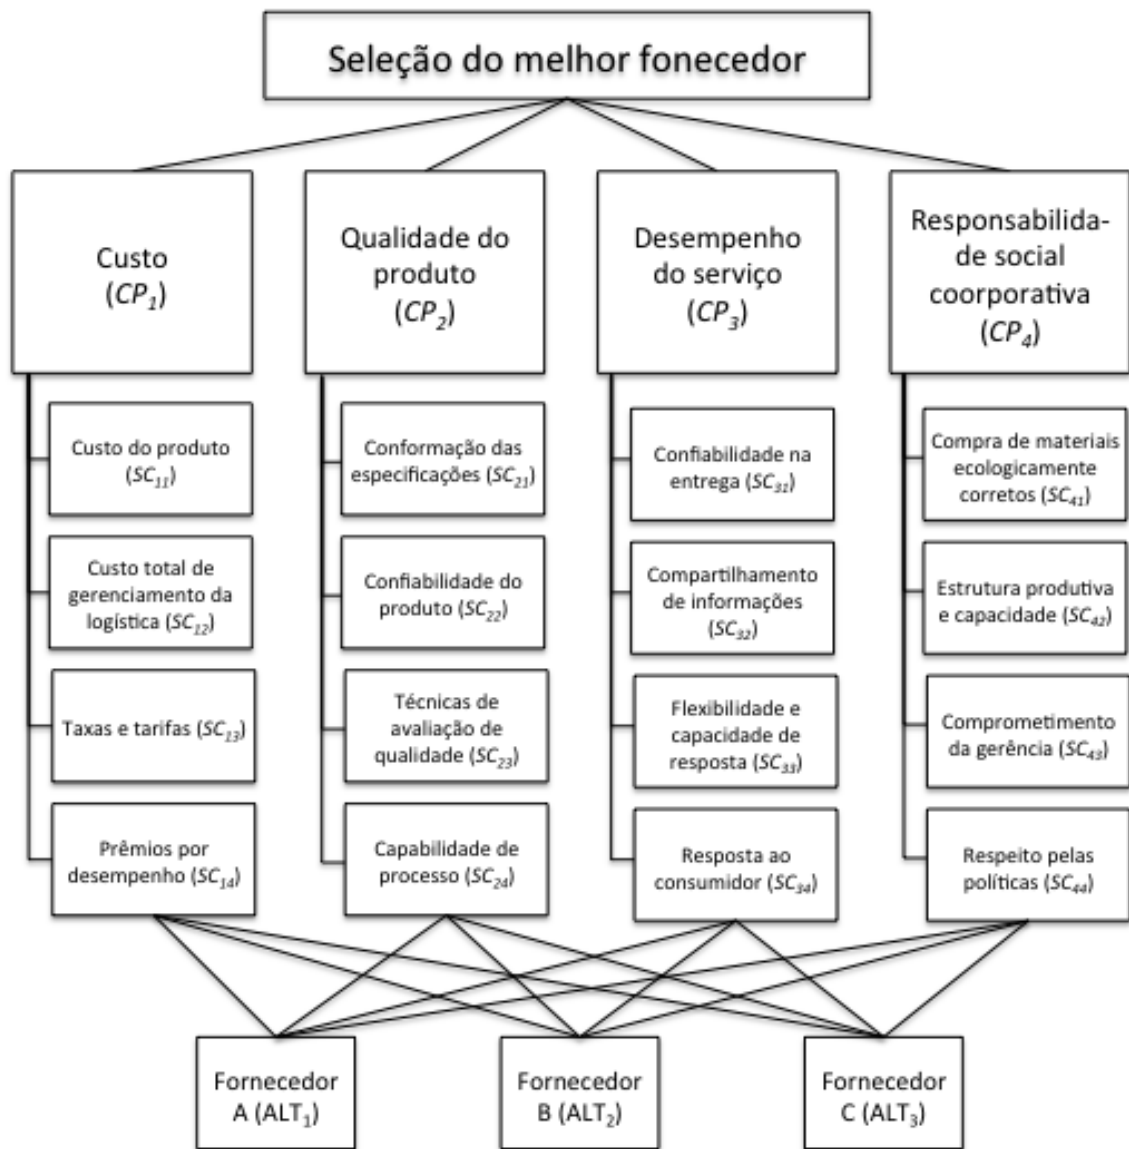 Seleção do melhor fonecedor
Custo
(CP1)
Qualidade do
produto
(CP2)
Desempenho
do serviço
(CP3)
Responsabilida-
de social
coorporativa
(CP4)
Custo do produto
(SC11)
Custo total de
gerenciamento da
logística (SC12)
Taxas e tarifas (SC13)
Prêmios por
desempenho (SC14)
Conformação das
especificações (SC21)
Confiabilidade do
produto (SC22)
Técnicas de
avaliação de
qualidade (SC23)
Capabilidade de
processo (SC24)
Confiabilidade na
entrega (SC31)
Compartilhamento
de informações
(SC32)
Flexibilidade e
capacidade de
resposta (SC33)
Resposta ao
consumidor (SC34)
Compra de materiais
ecologicamente
corretos (SC41)
Estrutura produtiva
e capacidade (SC42)
Comprometimento
da gerência (SC43)
Respeito pelas
políticas (SC44)
Fornecedor
A (ALT1)
Fornecedor
B (ALT2)
Fornecedor
C (ALT3)